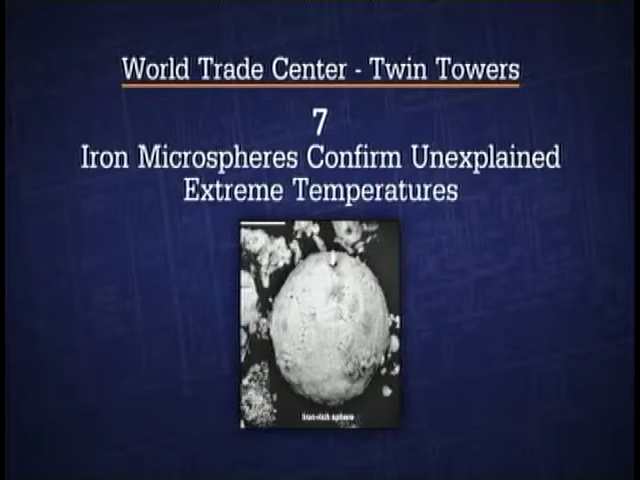 World Trade Center - Twin Towers
7
Iron Microspheres Confirm Unexplained
Extreme Temperatures
Iron-rich sphere